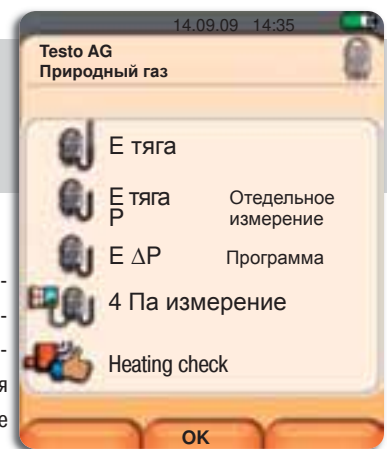 14.09.09 14:35
Testo AG
Природный газ
E тяга
E тяга Отедельное
P измерение
E ΔP Программа
4 Па измерение
Heating check
-
-
-
я
е
OK